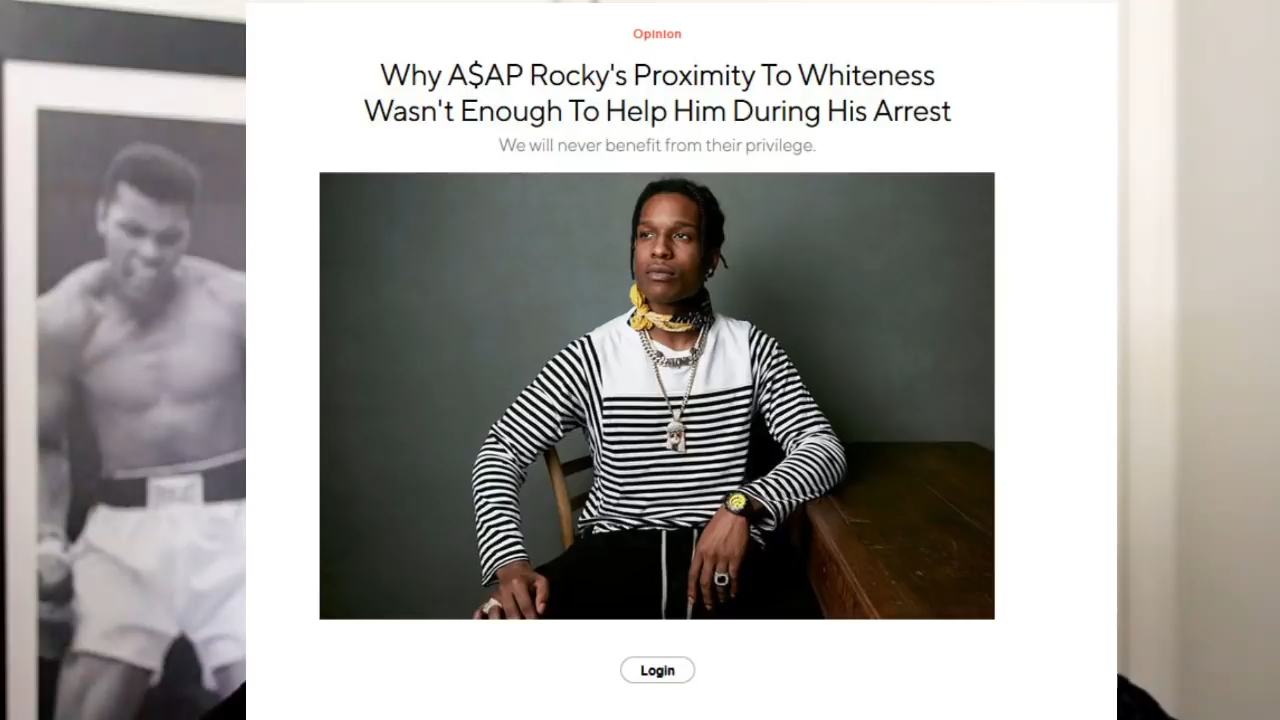 Opinion
Why A$AP Rocky's Proximity To Whiteness
Wasn't Enough To Help Him During His Arrest
We will never benefit from their privilege.
Login